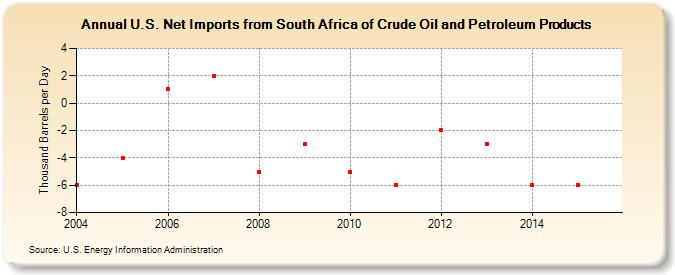 Annual U.S. Net Imports from South Africa of Crude Oil and Petroleum Products
Thousand Barrels per Day
4
2
0
-2
-4
-6
-8
2004 2006 2008 2010 2012 2014
Source: U.S. Energy Information Administration